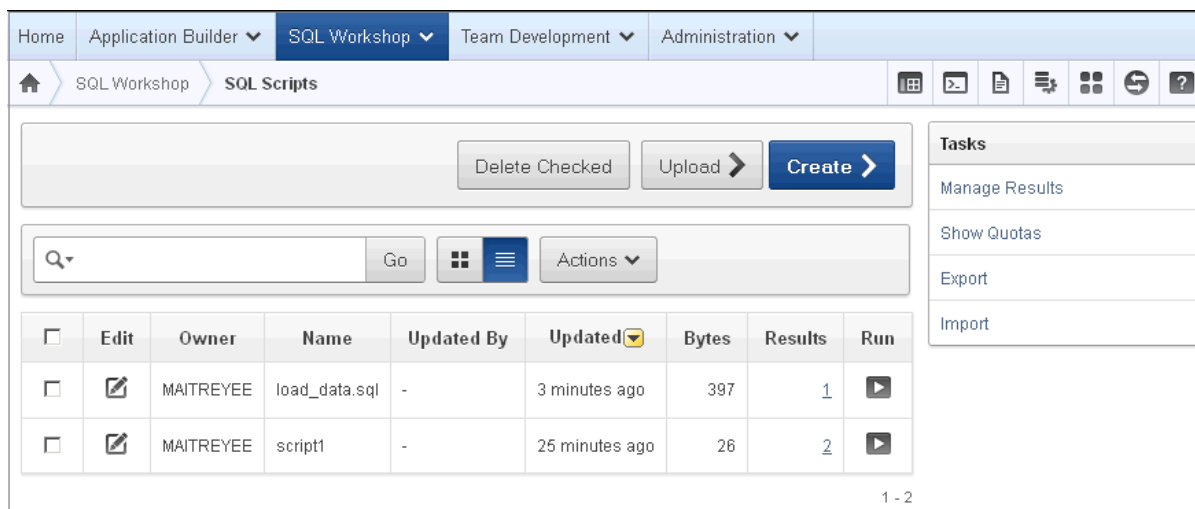 Home Application Builder SQL Workshop Team Development Administration
SQL Workshop SQL Scripts ?
Delete Checked Upload Create
Go Actions
Edit Owner Name Updated By Updated Bytes Results Run
MAITREYEE load_data.sql - 3 minutes ago 397 1
MAITREYEE script1 - 25 minutes ago 26 2
1 - 2
Tasks
Manage Results
Show Quotas
Export
Import